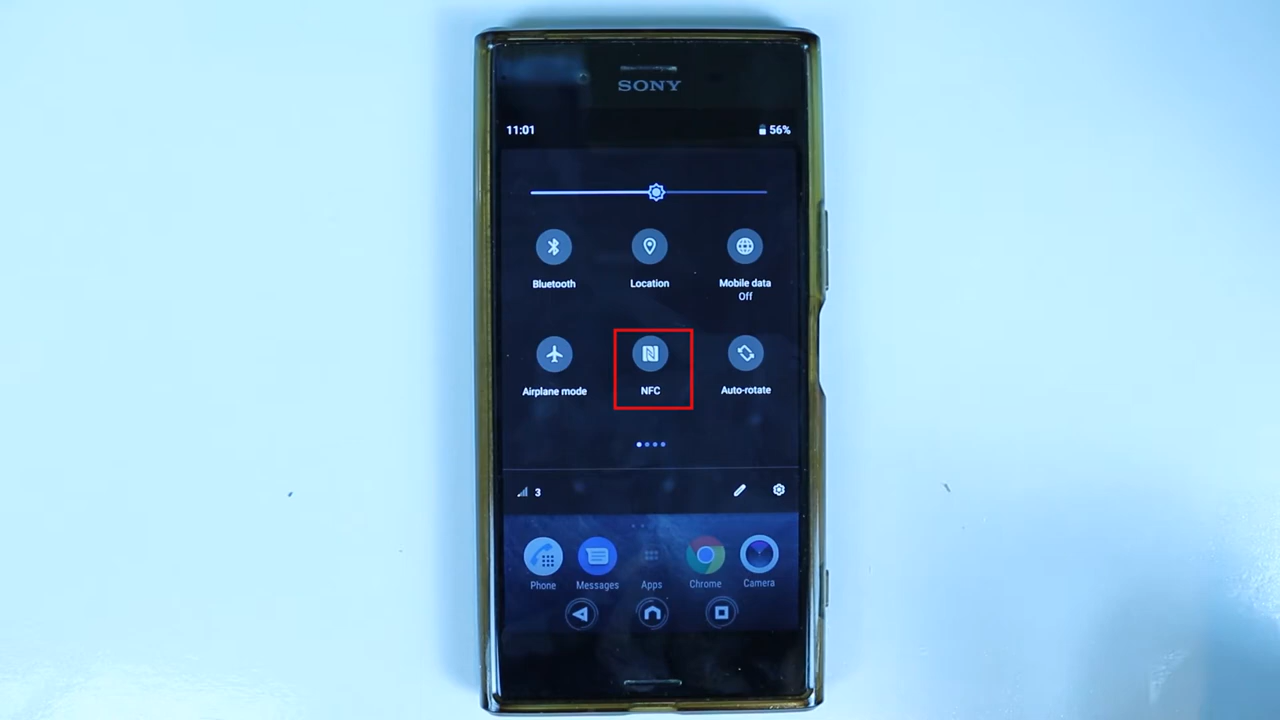 SONY
11:01 56%
Bluetooth Location Mobile data
Off
Airplane mode NFC Auto-rotate
3
Phone Messages Apps Chrome Camera